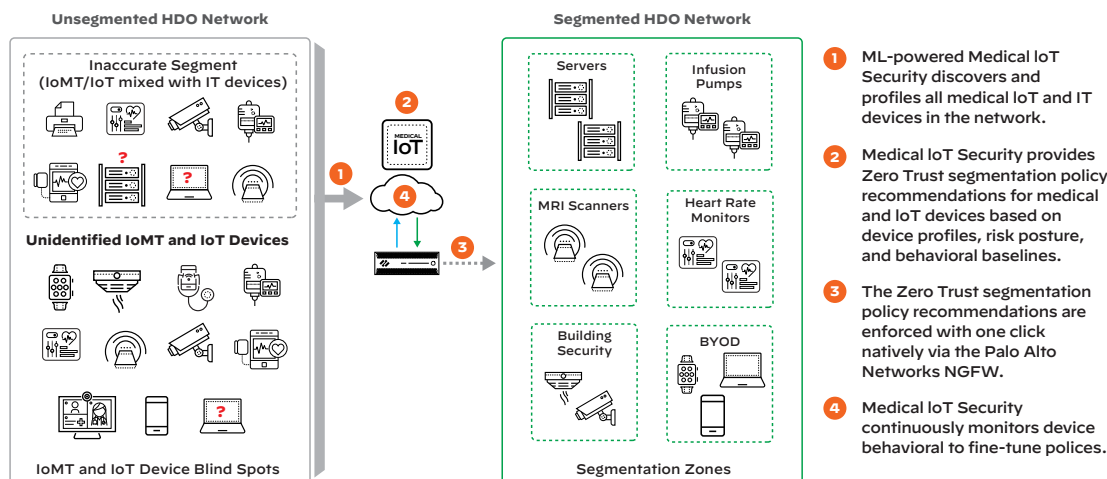 Unsegmented HDO Network
Inaccurate Segment
(IoMT/IoT mixed with IT devices)
?
?
Unidentified IoMT and IoT Devices
?
IoMT and IoT Device Blind Spots
1
2
MEDICAL
IoT
4
3
Segmented HDO Network
Servers
Infusion
Pumps
MRI Scanners
Heart Rate
Monitors
Building
Security
BYOD
Segmentation Zones
1 ML-powered Medical IoT
Security discovers and
profiles all medical IoT and IT
devices in the network.
2 Medical IoT Security provides
Zero Trust segmentation policy
recommendations for medical
and IoT devices based on
device profiles, risk posture,
and behavioral baselines.
3 The Zero Trust segmentation
policy recommendations are
enforced with one click
natively via the Palo Alto
Networks NGFW.
4 Medical IoT Security
continuously monitors device
behavioral to fine-tune polices.